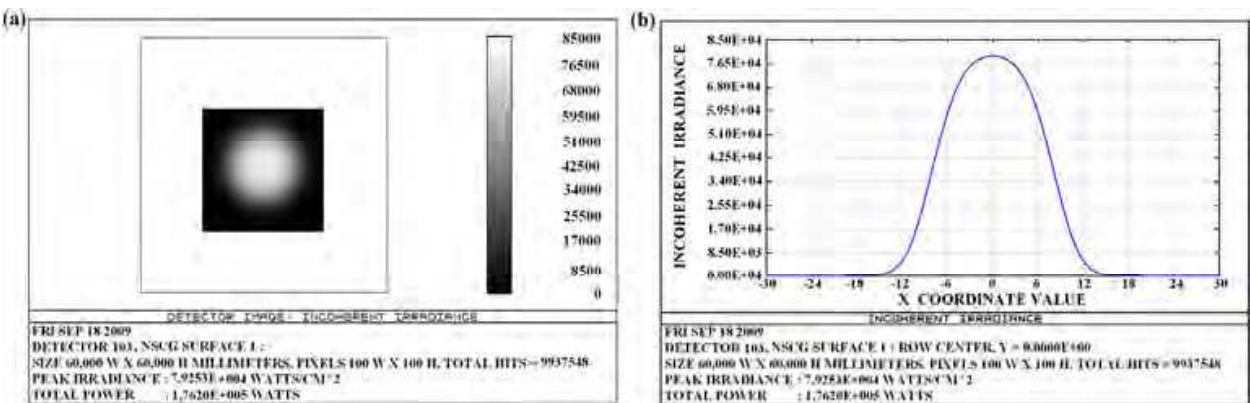 (a)
85000
76500
68000
59500
51000
42500
34000
25500
17000
8500
0
DETECTOR IMAGE: INCOHERENT IRRADIANCE
FRI SEP 18 2009
DETECTOR 103, NSCG SURFACE 1 :
SIZE 60,000 W X 60,000 H MILLIMETERS, PIXELS 100 W X 100 H, TOTAL HITS = 9937548
PEAK IRRADIANCE : 7,9253E+004 WATTS/CM^2
TOTAL POWER : 1,7620E+005 WATTS
(b)
INCOHERENT IRRADIANCE
8.50E+04
7.65E+04
6.80E+04
5.95E+04
5.10E+04
4.25E+04
3.40E+04
2.55E+04
1.70E+04
8.50E+03
0.00E+04
-30 -24 -18 -12 -6 0 6 12 18 24 30
X COORDINATE VALUE
INCOHERENT IRRADIANCE
FRI SEP 18 2009
DETECTOR 103, NSCG SURFACE 1 : ROW CENTER, Y = 0.0000E+00
SIZE 60,000 W X 60,000 H MILLIMETERS, PIXELS 100 W X 100 H, TOTAL HITS = 9937548
PEAK IRRADIANCE : 7,9253E+004 WATTS/CM^2
TOTAL POWER : 1,7620E+005 WATTS